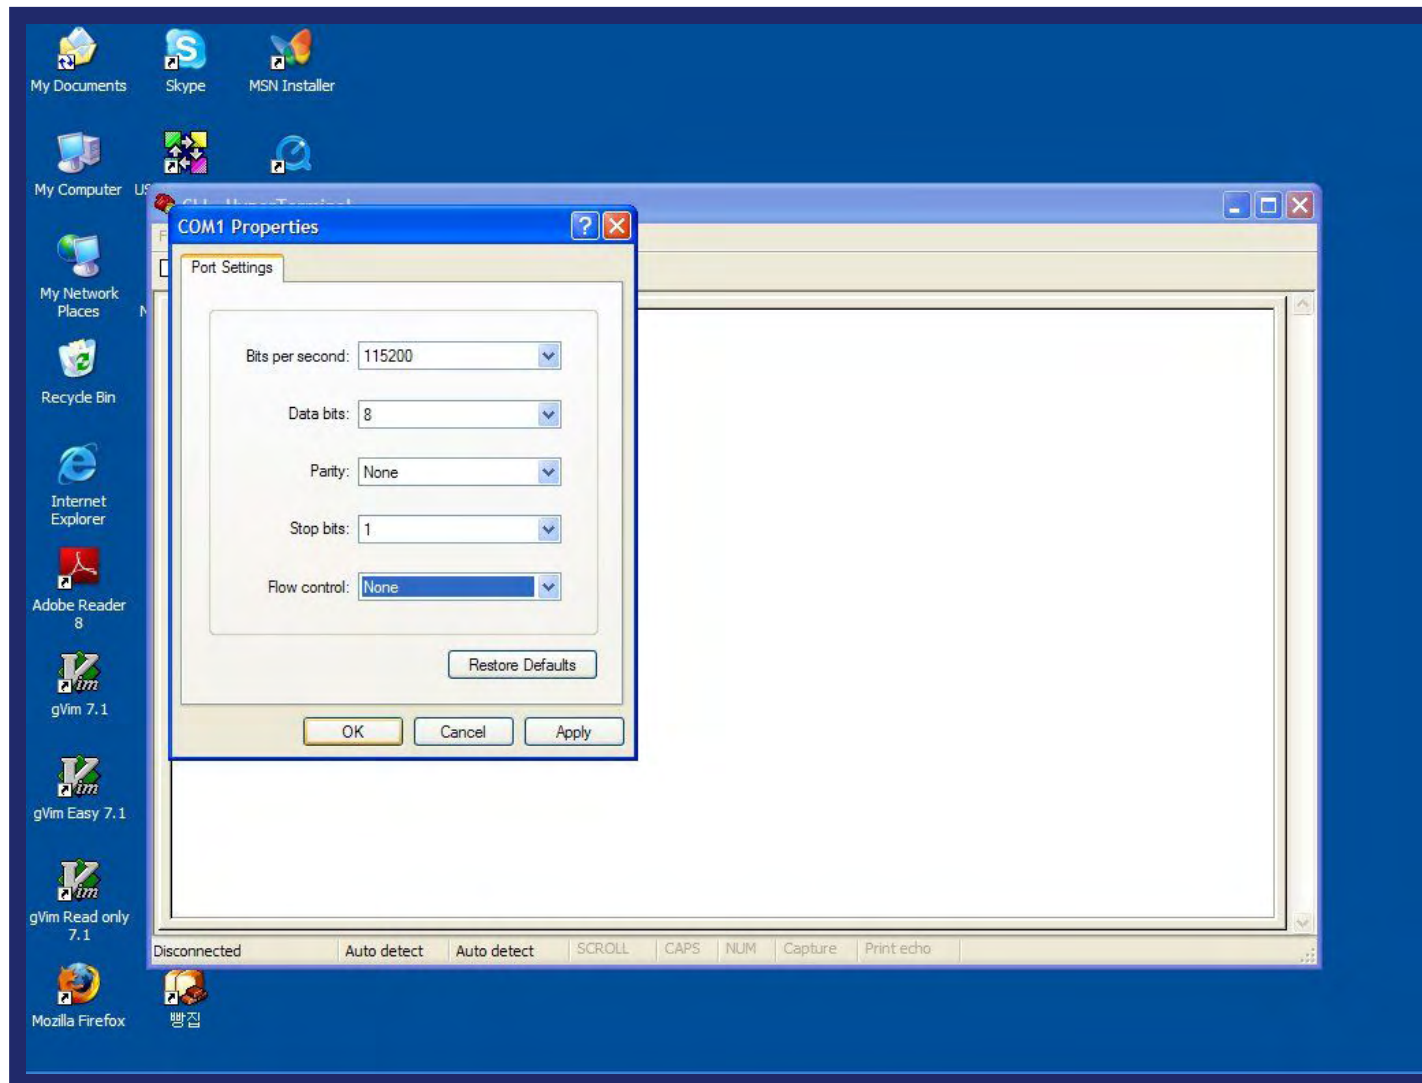 My Documents
Skype
MSN Installer
My Computer
My Network
Places
Recycle Bin
Internet
Explorer
Adobe Reader
8
gVim 7.1
gVim Easy 7.1
gVim Read only
7.1
Mozilla Firefox
빵집
COM1 Properties
Port Settings
Bits per second: 115200
Data bits: 8
Parity: None
Stop bits: 1
Flow control: None
Restore Defaults
OK Cancel Apply
Disconnected Auto detect Auto detect SCROLL CAPS NUM Capture Print echo